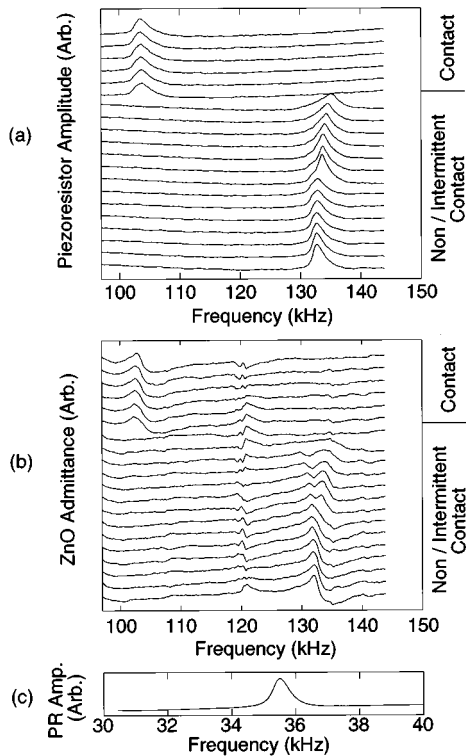 (a)
Piezoresistor Amplitude (Arb.)
Contact
Non / Intermittent
Contact
100 110 120 130 140 150
Frequency (kHz)
(b)
ZnO Admittance (Arb.)
Contact
Non / Intermittent
Contact
100 110 120 130 140 150
Frequency (kHz)
(c)
PR Amp.
(Arb.)
30 32 34 36 38 40
Frequency (kHz)